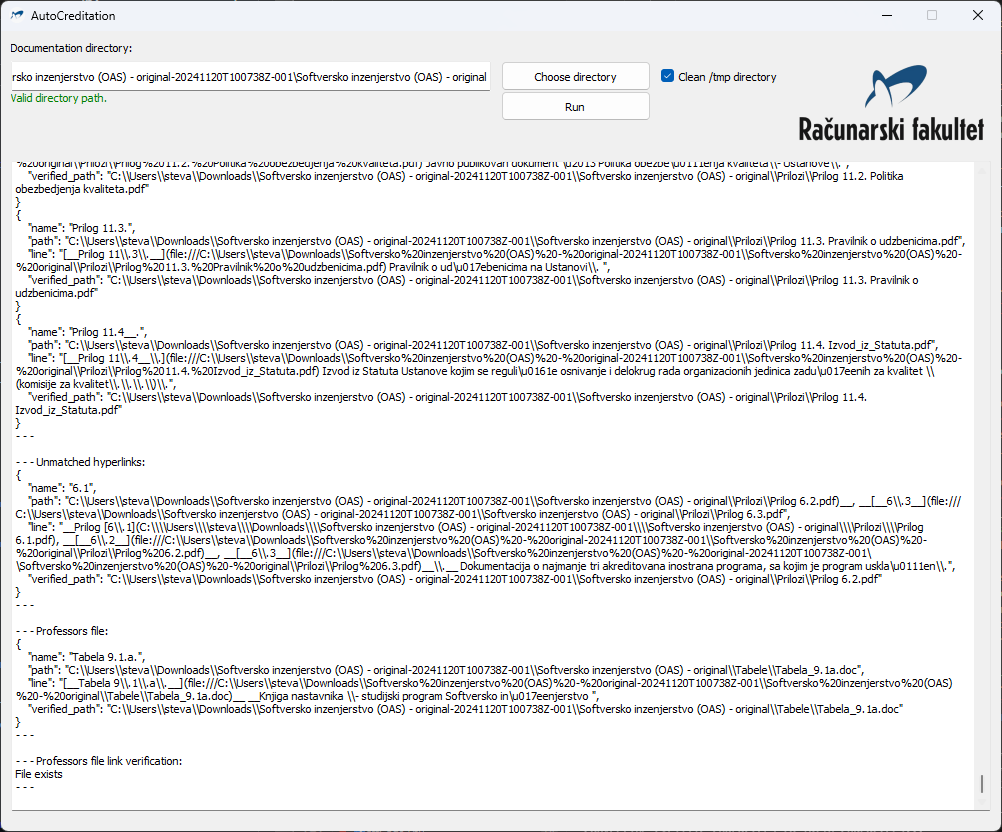 AutoCreditation
Documentation directory:
rsko inzenjerstvo (OAS) - original-20241120T100738Z-001\Softversko inzenjerstvo (OAS) - original
Choose directory
Clean /tmp directory
Valid directory path.
Run
Računarski fakultet
%20original\\Prilozi\\Prilog%2011.2.%20Politika%20obezbedjenja%20kvaliteta.pdf) Javno publikovan dokument \u2013 Politika obezbe\u0111enja kvaliteta\\- Ustanove\\. ",
"verified_path": "C:\\Users\\steva\\Downloads\\Softversko inzenjerstvo (OAS) - original-20241120T100738Z-001\\Softversko inzenjerstvo (OAS) - original\\Prilozi\\Prilog 11.2. Politika
obezbedjenja kvaliteta.pdf"
}
{
"name": "Prilog 11.3.",
"path": "C:\\Users\\steva\\Downloads\\Softversko inzenjerstvo (OAS) - original-20241120T100738Z-001\\Softversko inzenjerstvo (OAS) - original\\Prilozi\\Prilog 11.3. Pravilnik o udzbenicima.pdf",
"line": "[__Prilog 11\\.3\\.__](file:///C:\\Users\\steva\\Downloads\\Softversko%20inzenjerstvo%20(OAS)%20-%20original-20241120T100738Z-001\\Softversko%20inzenjerstvo%20(OAS)%20-
%20original\\Prilozi\\Prilog%2011.3.%20Pravilnik%20o%20udzbenicima.pdf) Pravilnik o ud\u017ebenicima na Ustanovi\\. ",
"verified_path": "C:\\Users\\steva\\Downloads\\Softversko inzenjerstvo (OAS) - original-20241120T100738Z-001\\Softversko inzenjerstvo (OAS) - original\\Prilozi\\Prilog 11.3. Pravilnik o
udzbenicima.pdf"
}
{
"name": "Prilog 11.4__.",
"path": "C:\\Users\\steva\\Downloads\\Softversko inzenjerstvo (OAS) - original-20241120T100738Z-001\\Softversko inzenjerstvo (OAS) - original\\Prilozi\\Prilog 11.4. Izvod_iz_Statuta.pdf",
"line": "[__Prilog 11\\.4__\\.](file:///C:\\Users\\steva\\Downloads\\Softversko%20inzenjerstvo%20(OAS)%20-%20original-20241120T100738Z-001\\Softversko%20inzenjerstvo%20(OAS)%20-
%20original\\Prilozi\\Prilog%2011.4.%20Izvod_iz_Statuta.pdf) Izvod iz Statuta Ustanove kojim se reguli\u0161e osnivanje i delokrug rada organizacionih jedinica zadu\u017eenih za kvalitet \\
(komisije za kvalitet\\.\\.\\.\\.\\)\\.",
"verified_path": "C:\\Users\\steva\\Downloads\\Softversko inzenjerstvo (OAS) - original-20241120T100738Z-001\\Softversko inzenjerstvo (OAS) - original\\Prilozi\\Prilog 11.4.
Izvod_iz_Statuta.pdf"
}
---
--- Unmatched hyperlinks:
{
"name": "6.1",
"path": "C:\\Users\\steva\\Downloads\\Softversko inzenjerstvo (OAS) - original-20241120T100738Z-001\\Softversko inzenjerstvo (OAS) - original\\Prilozi\\Prilog 6.2.pdf)__, __[__6\\.3__](file:///
C:\\Users\\steva\\Downloads\\Softversko inzenjerstvo (OAS) - original-20241120T100738Z-001\\Softversko inzenjerstvo (OAS) - original\\Prilozi\\Prilog 6.3.pdf",
"line": "__Prilog [6\\.1](C:\\\\Users\\\\steva\\\\Downloads\\\\Softversko inzenjerstvo (OAS) - original-20241120T100738Z-001\\\\Softversko inzenjerstvo (OAS) - original\\\\Prilozi\\\\Prilog
6.1.pdf), __[__6\\.2__](file:///C:\\Users\\steva\\Downloads\\Softversko%20inzenjerstvo%20(OAS)%20-%20original-20241120T100738Z-001\\Softversko%20inzenjerstvo%20(OAS)%20-
%20original\\Prilozi\\Prilog%206.2.pdf)__, __[__6\\.3__](file:///C:\\Users\\steva\\Downloads\\Softversko%20inzenjerstvo%20(OAS)%20-%20original-20241120T100738Z-001\
\Softversko%20inzenjerstvo%20(OAS)%20-%20original\\Prilozi\\Prilog%206.3.pdf)__\\.__ Dokumentacija o najmanje tri akreditovana inostrana programa, sa kojim je program uskla\u0111en\\.",
"verified_path": "C:\\Users\\steva\\Downloads\\Softversko inzenjerstvo (OAS) - original-20241120T100738Z-001\\Softversko inzenjerstvo (OAS) - original\\Prilozi\\Prilog 6.2.pdf"
}
---
--- Professors file:
{
"name": "Tabela 9.1.a.",
"path": "C:\\Users\\steva\\Downloads\\Softversko inzenjerstvo (OAS) - original-20241120T100738Z-001\\Softversko inzenjerstvo (OAS) - original\\Tabele\\Tabela_9.1a.doc",
"line": "[__Tabela 9\\.1\\.a\\.__](file:///C:\\Users\\steva\\Downloads\\Softversko%20inzenjerstvo%20(OAS)%20-%20original-20241120T100738Z-001\\Softversko%20inzenjerstvo%20(OAS)
%20-%20original\\Tabele\\Tabela_9.1a.doc)__ __Knjiga nastavnika \\- studijski program Softversko in\u017eenjerstvo ",
"verified_path": "C:\\Users\\steva\\Downloads\\Softversko inzenjerstvo (OAS) - original-20241120T100738Z-001\\Softversko inzenjerstvo (OAS) - original\\Tabele\\Tabela_9.1a.doc"
}
---
--- Professors file link verification:
File exists
---